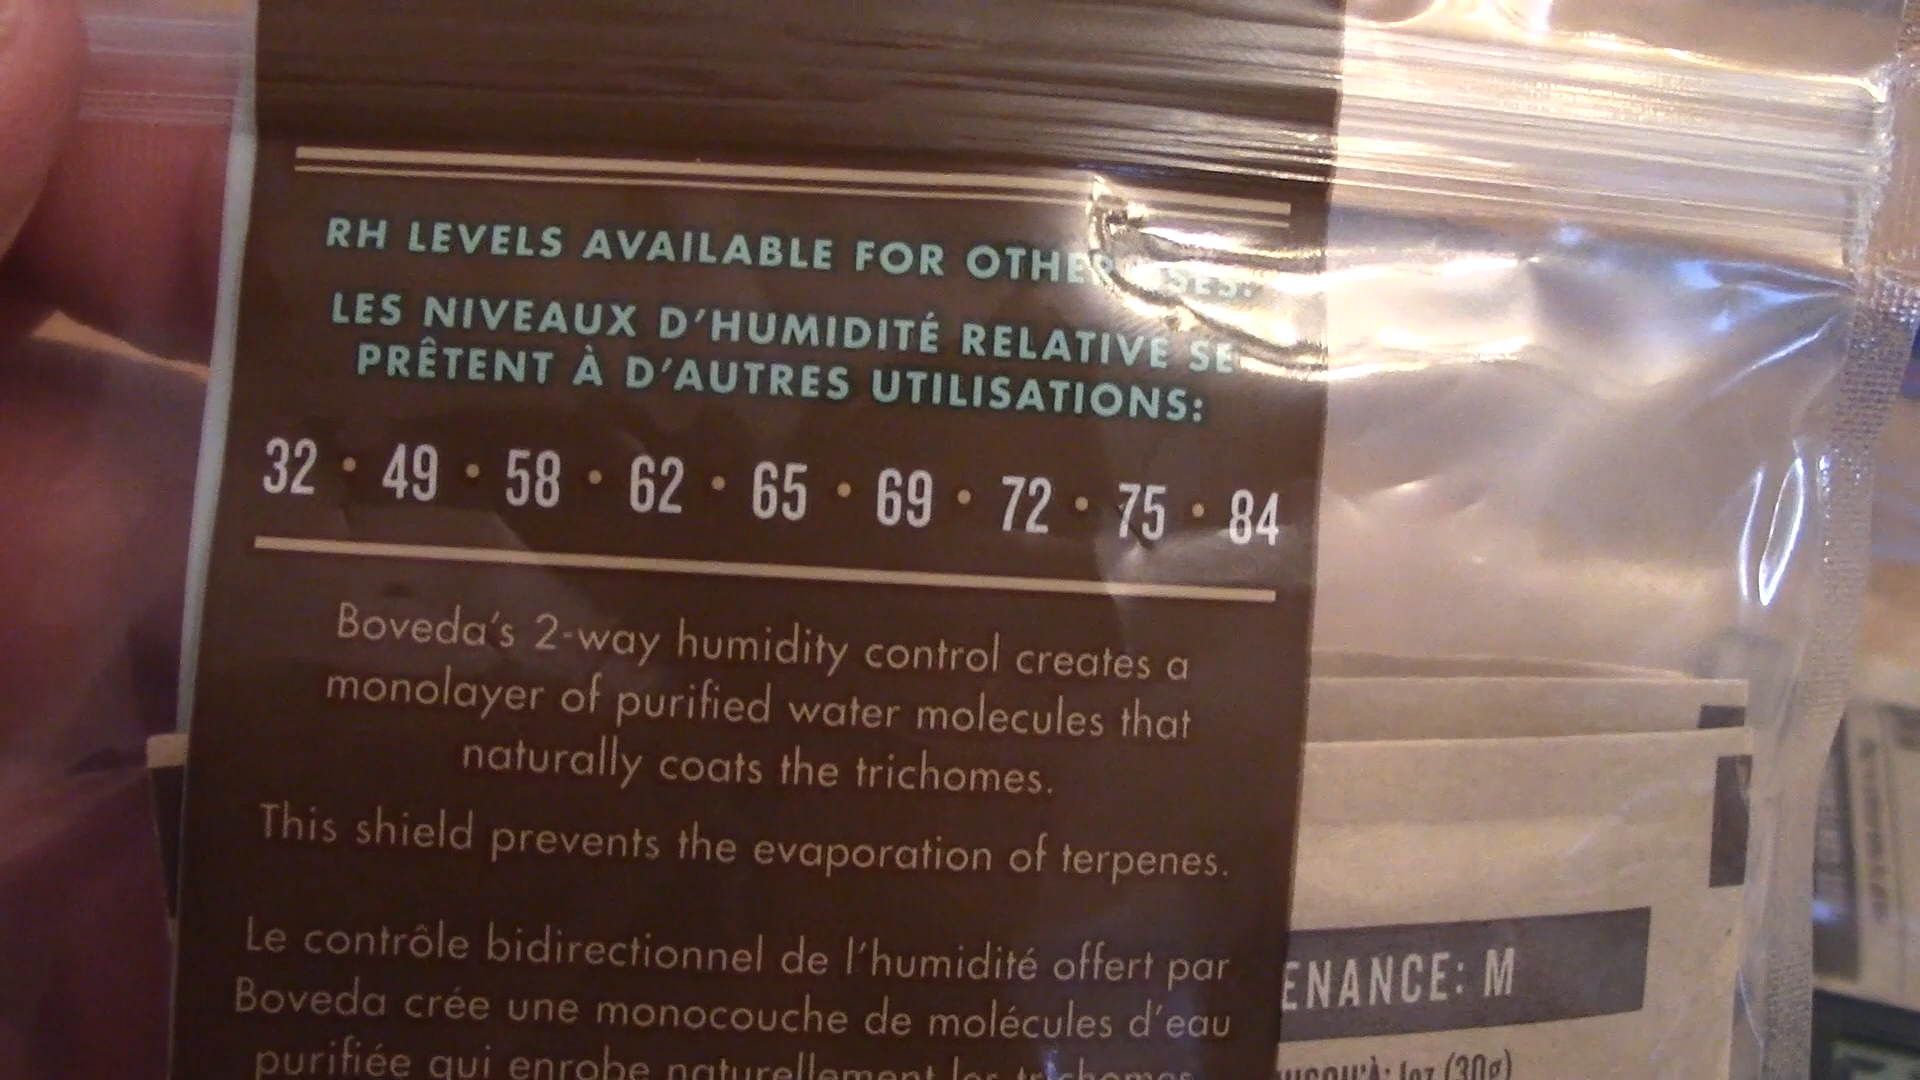 RH LEVELS AVAILABLE FOR OTHER USES:
LES NIVEAUX D'HUMIDITÉ RELATIVE SE
PRÊTENT À D'AUTRES UTILISATIONS:
32 • 49 • 58 • 62 • 65 • 69 • 72 • 75 • 84
Boveda's 2-way humidity control creates a
monolayer of purified water molecules that
naturally coats the trichomes.
This shield prevents the evaporation of terpenes.
Le contrôle bidirectionnel de l'humidité offert par
Boveda crée une monocouche de molécules d'eau
purifiée qui enrobe naturellement les trichomes
ENANCE: M
1oz (30g)